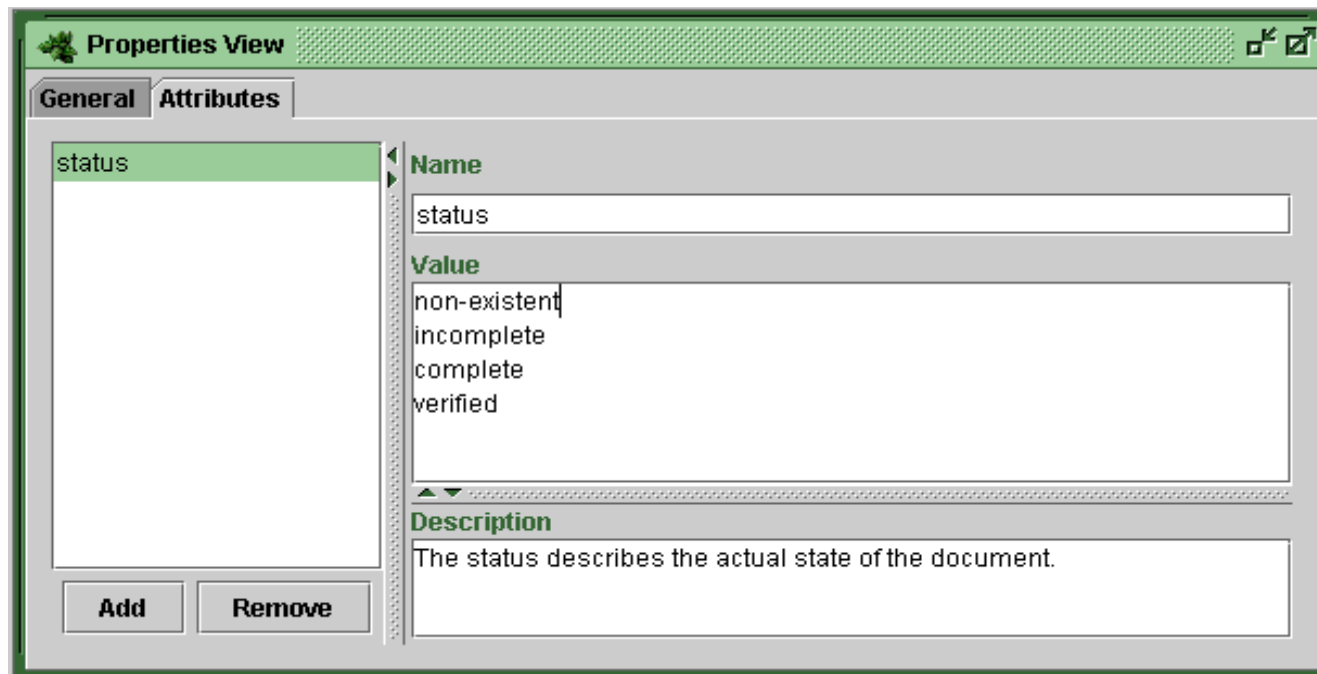 Properties View
General Attributes
status
Name
status
Value
non-existent
incomplete
complete
verified
Description
The status describes the actual state of the document.
Add Remove